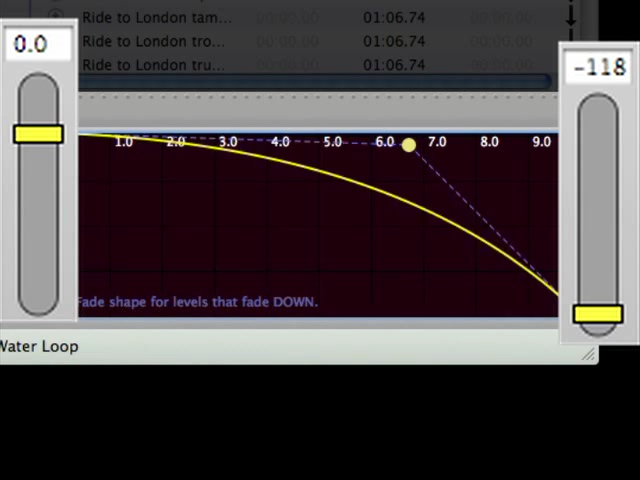 0.0
Ride to London tam... 00:00.00 01:06.74 00:00.00
Ride to London tro... 00:00.00 01:06.74 00:00.00
Ride to London tru... 00:00.00 01:06.74 00:00.00
-118
1.0 2.0 3.0 4.0 5.0 6.0 7.0 8.0 9.0
Fade shape for levels that fade DOWN.
Water Loop